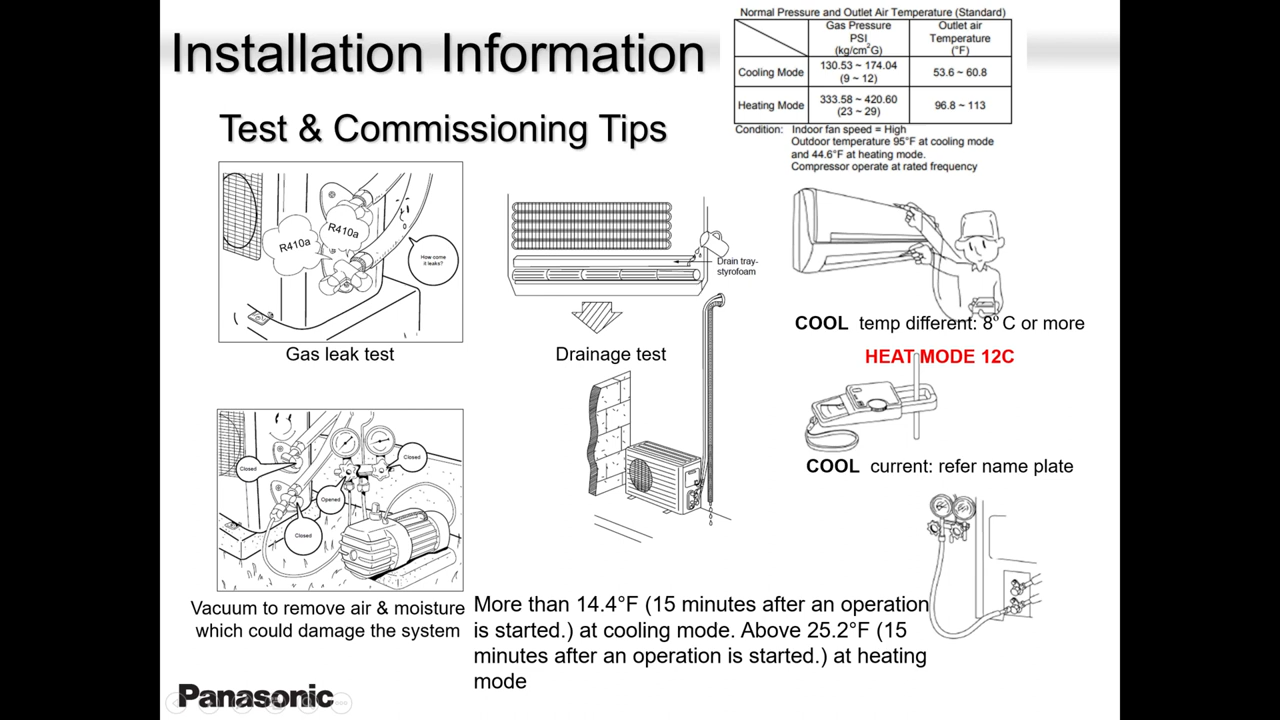 Installation Information
Test & Commissioning Tips
Normal Pressure and Outlet Air Temperature (Standard)
Gas Pressure
PSI
(kg/cm²G)
Outlet air
Temperature
(°F)
Cooling Mode
130.53 ~ 174.04
(9 ~ 12)
53.6 ~ 60.8
Heating Mode
333.58 ~ 420.60
(23 ~ 29)
96.8 ~ 113
Condition: Indoor fan speed = High
Outdoor temperature 95°F at cooling mode
and 44.6°F at heating mode.
Compressor operate at rated frequency
R410a
R410a
How come
it leaks?
Gas leak test
Drain tray-
styrofoam
Drainage test
COOL temp different: 8° C or more
HEAT MODE 12C
COOL current: refer name plate
Closed
Closed
Opened
Closed
Vacuum to remove air & moisture
which could damage the system
More than 14.4°F (15 minutes after an operation
is started.) at cooling mode. Above 25.2°F (15
minutes after an operation is started.) at heating
mode
Panasonic